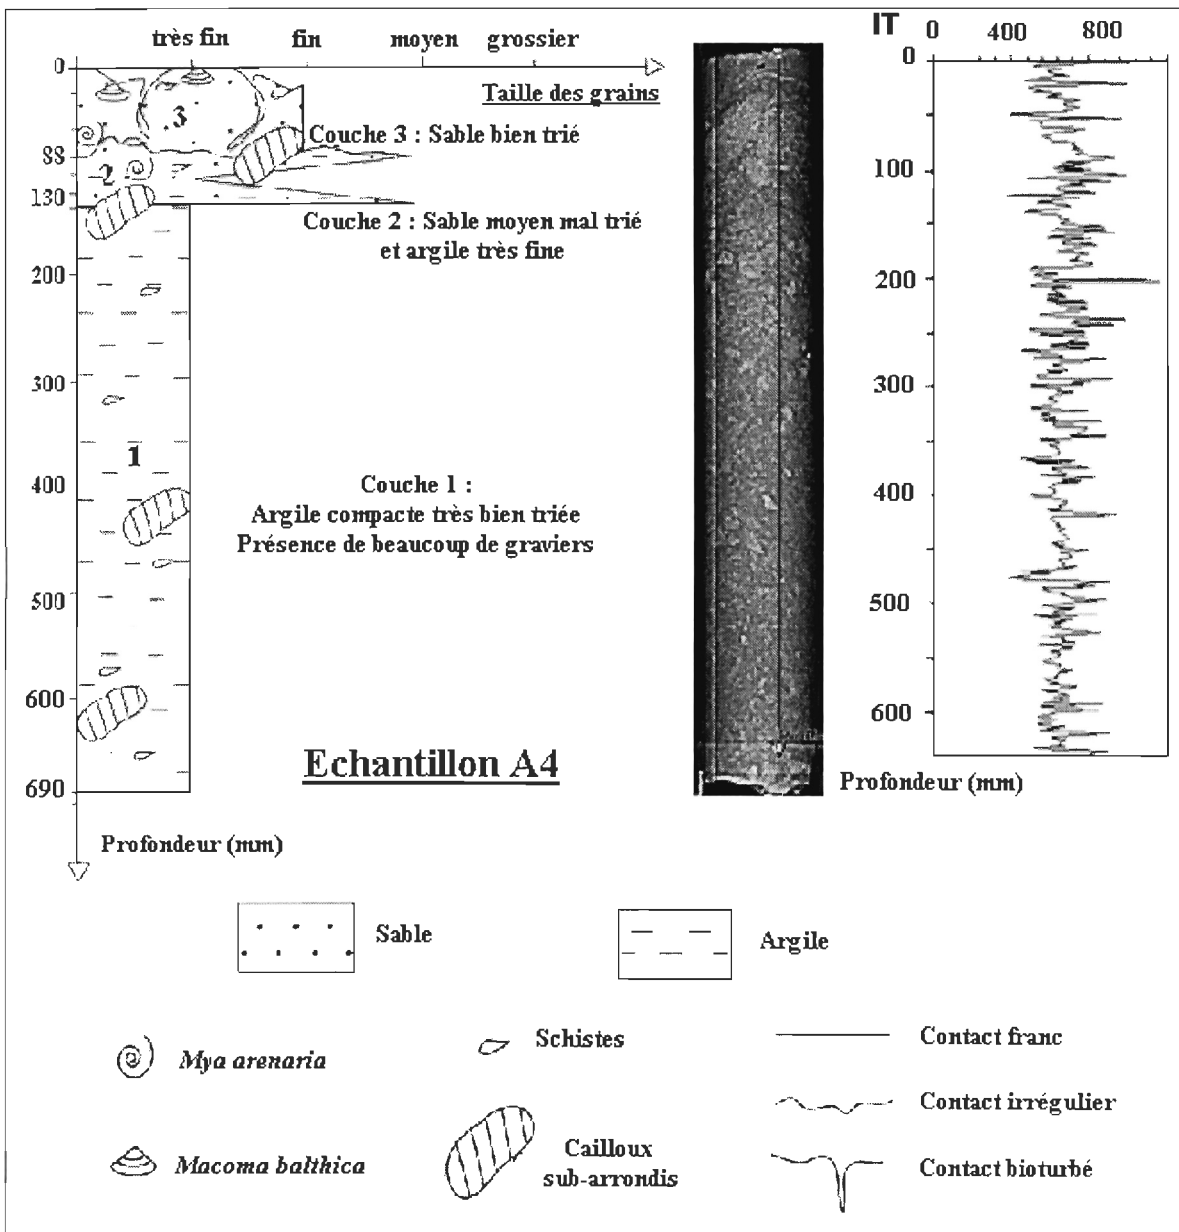 très fin fin moyen grossier
0
Taille des grains
3
Couche 3 : Sable bien trié
88
2
130
Couche 2 : Sable moyen mal trié
et argile très fine
200
300
1
400
Couche 1 :
Argile compacte très bien triée
Présence de beaucoup de graviers
500
600
690
Echantillon A4
Profondeur (mm)
IT 0 400 800
0
100
200
300
400
500
600
Profondeur (mm)
Sable
Argile
Mya arenaria
Schistes
Contact franc
Contact irrégulier
Macoma balthica
Cailloux
sub-arrondis
Contact bioturbé